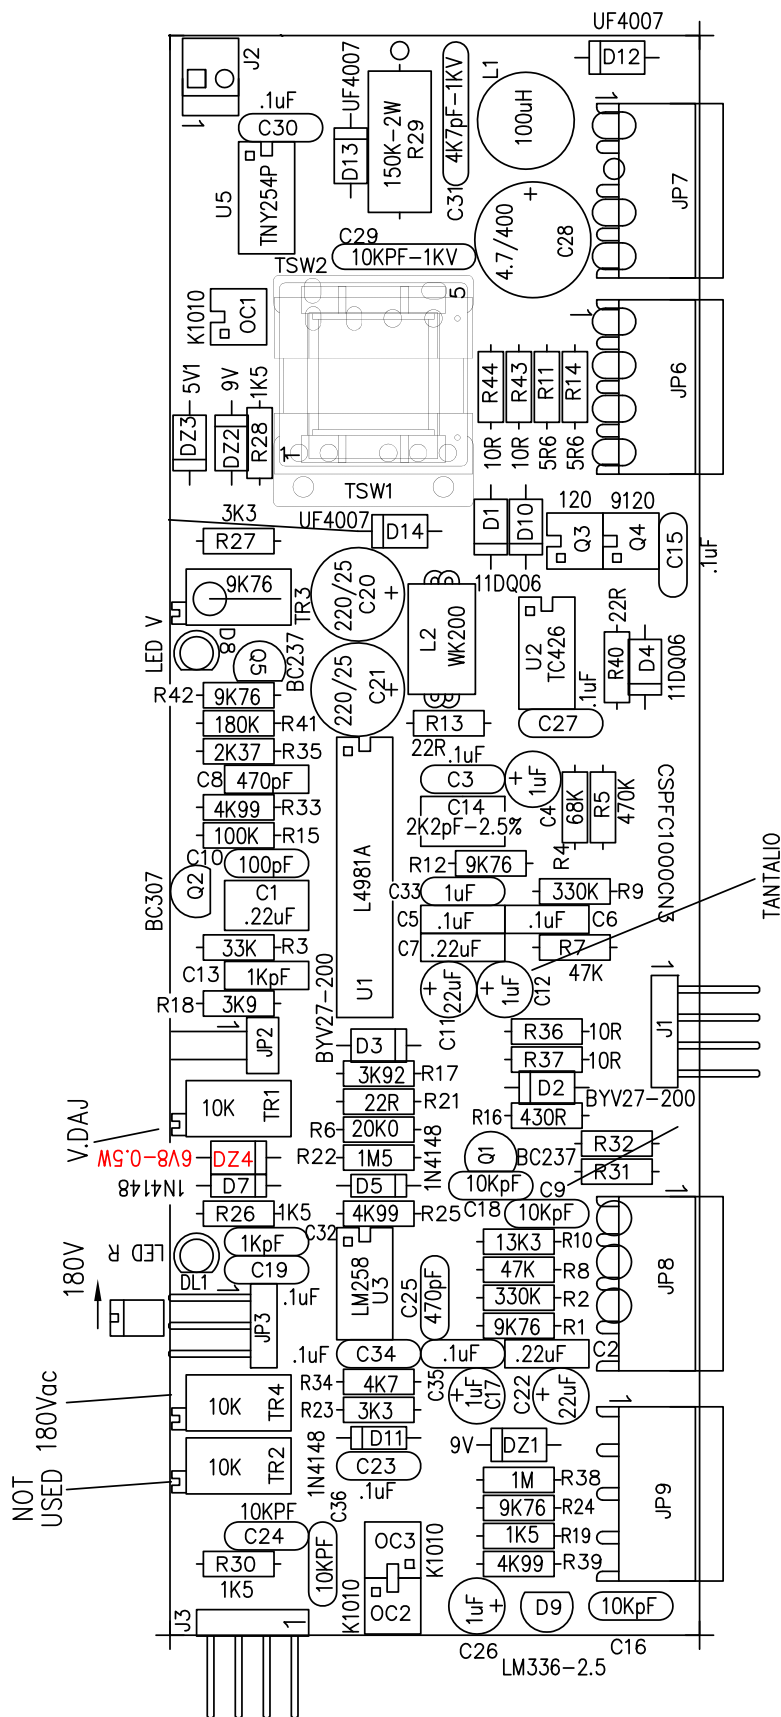 UF4007
D12
J2
1
.1uF
C30
U5
TNY254P
UF4007
D13
150K-2W
R29
4K7pF-1KV
C31
L1
100uH
1
JP7
+
4.7/400
C28
C29
10KPF-1KV
TSW2
5
K1010
OC1
1
JP6
5V1
DZ3
9V
DZ2
1K5
R28
1
TSW1
R44
R43
R11
R14
10R
10R
5R6
5R6
3K3
R27
UF4007
D14
D1
D10
11DQ06
120
Q3
9120
Q4
C15
.1uF
9K76
TR3
220/25
C20
+
L2
WK200
U2
TC426
22R
R40
D4
11DQ06
LED V
D8
Q5
BC237
220/25
C21
+
.1uF
C27
R42
9K76
180K
R41
R13
22R
2K37
R35
.1uF
C8
470pF
C3
+
1uF
C4
4K99
R33
C14
2K2pF-2.5%
68K
R4
R5
470K
CSPFC1000CN3
100K
R15
L4981A
U1
C10
100pF
R12
9K76
BC307
Q2
C1
.22uF
C33
1uF
330K
R9
TANTALIO
C5
.1uF
.1uF
C6
33K
R3
C7
.22uF
R7
47K
C13
1KpF
+
22uF
C11
+
1uF
C12
R18
3K9
1
JP2
BYV27-200
D3
1
J1
R36
10R
R37
10R
3K92
R17
D2
BYV27-200
10K
TR1
22R
R21
R16
430R
V.DAJ
R6
20K0
R32
6V8-0.5W
DZ4
R22
1M5
1N4148
Q1
BC237
R31
1N4148
D7
D5
10KpF
C9
1
R26
1K5
4K99
R25
C18
10KpF
C32
1KpF
13K3
R10
LED R
DL1
C19
LM258
U3
C25
470pF
47K
R8
JP8
180V
1
JP3
.1uF
330K
R2
9K76
R1
.1uF
C34
.1uF
.22uF
C2
R34
4K7
C35
+
1uF
C17
C22
+
22uF
1
180Vac
10K
TR4
R23
3K3
D11
9V
DZ1
1N4148
NOT
USED
10K
TR2
C23
.1uF
1M
R38
JP9
C36
9K76
R24
10KPF
C24
10KPF
OC3
K1010
1K5
R19
R30
1K5
4K99
R39
K1010
OC2
J3
1
1uF
+
C26
D9
LM336-2.5
10KpF
C16